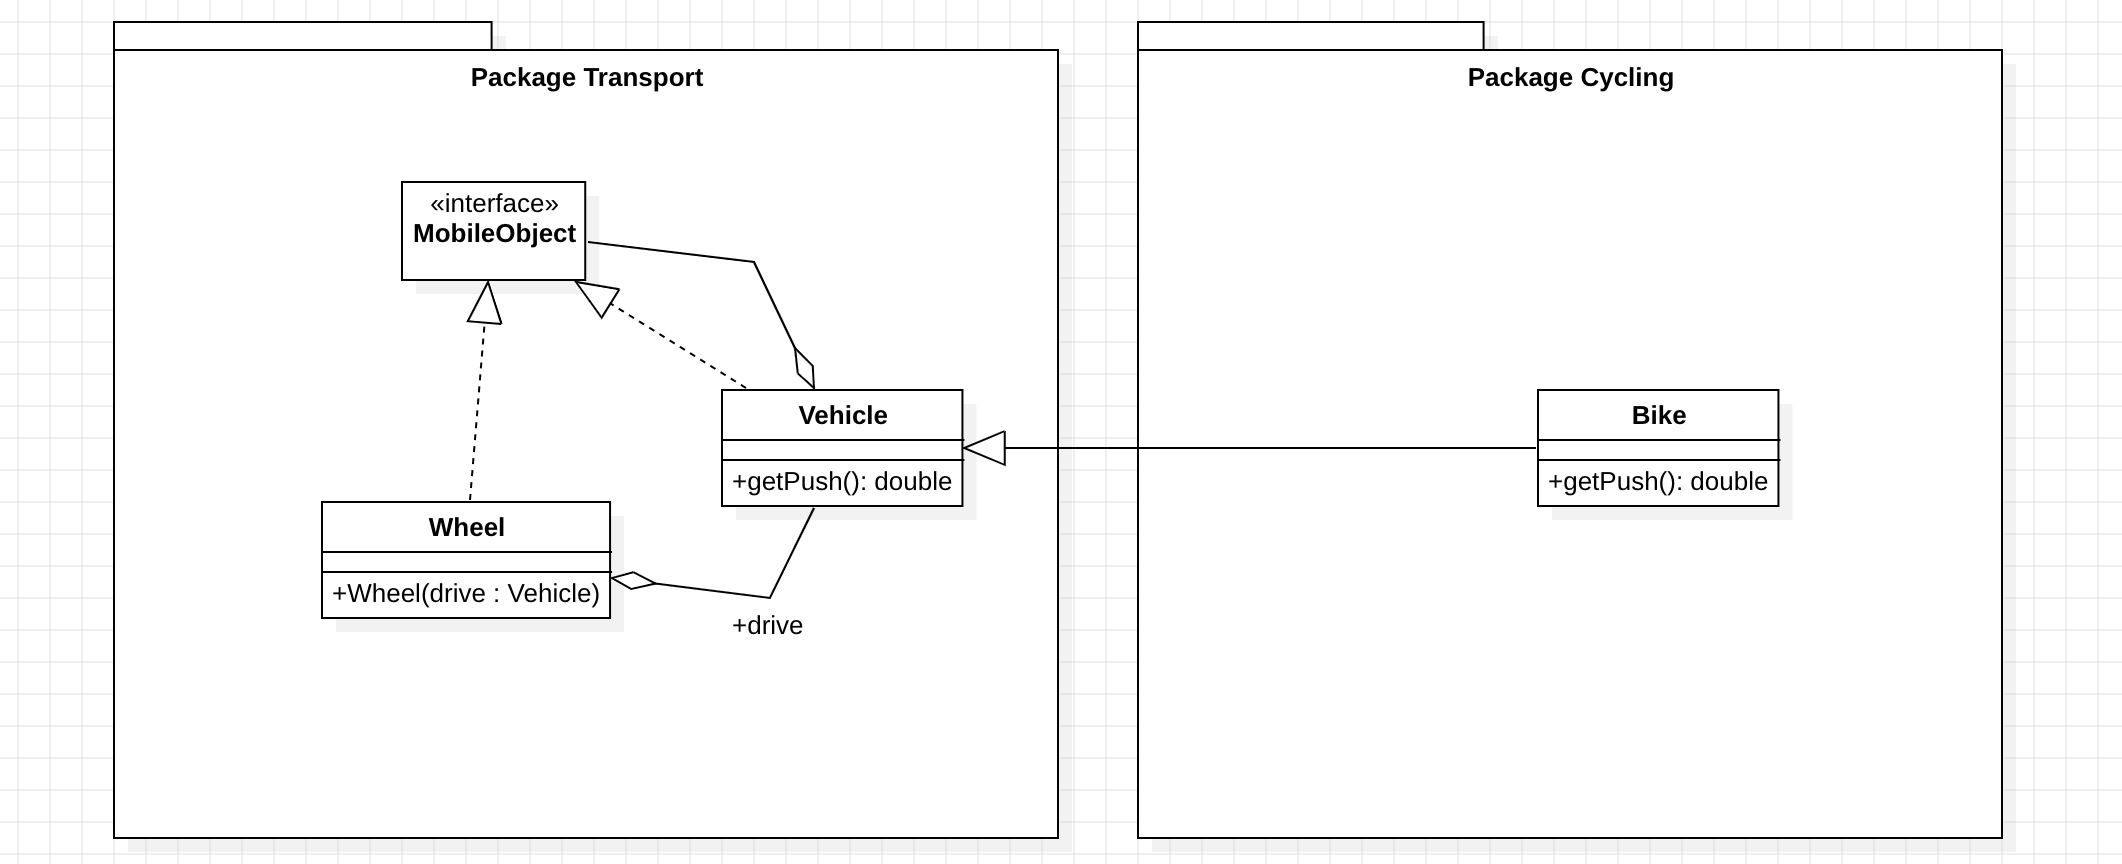 Package Transport
Package Cycling
«interface»
MobileObject
Vehicle
+getPush(): double
Bike
+getPush(): double
Wheel
+Wheel(drive : Vehicle)
+drive